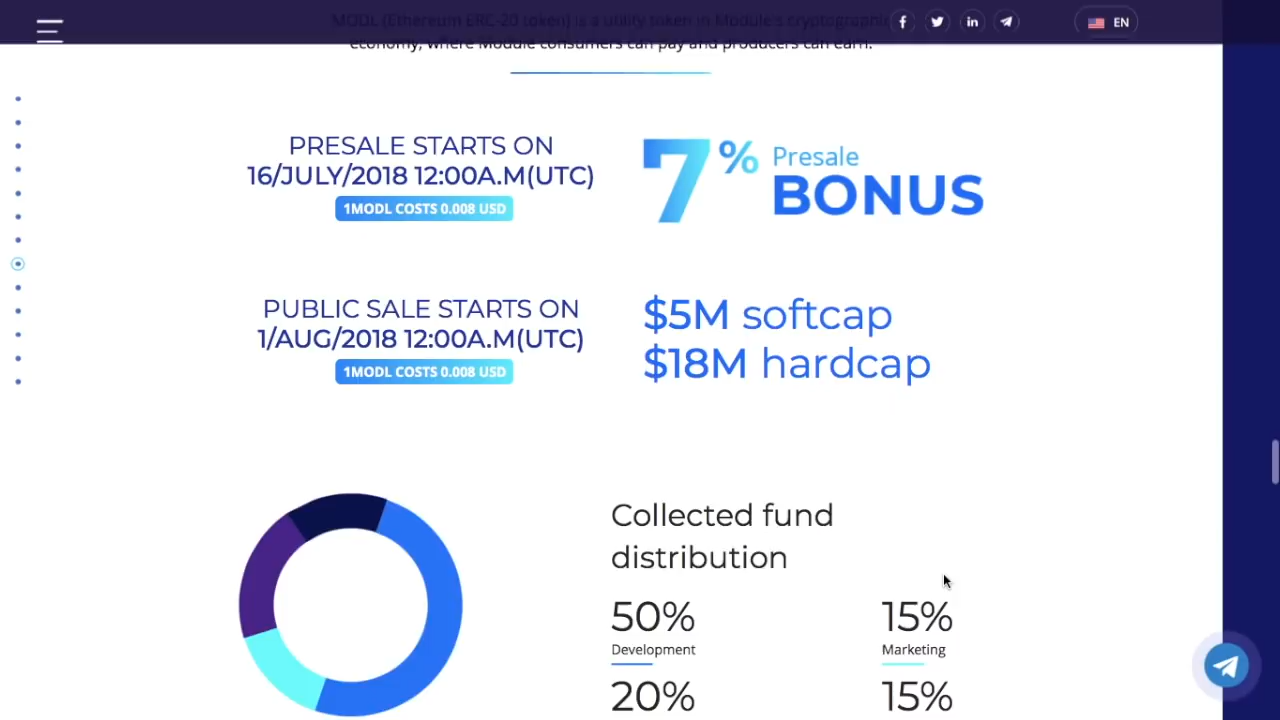 MODL (Ethereum ERC-20 token) is a utility token in Module's cryptographic
economy, where Module consumers can pay and producers can earn.
EN
PRESALE STARTS ON
16/JULY/2018 12:00A.M(UTC)
1MODL COSTS 0.008 USD
7% Presale
BONUS
PUBLIC SALE STARTS ON
1/AUG/2018 12:00A.M(UTC)
1MODL COSTS 0.008 USD
$5M softcap
$18M hardcap
Collected fund
distribution
50%
Development
15%
Marketing
20%
15%